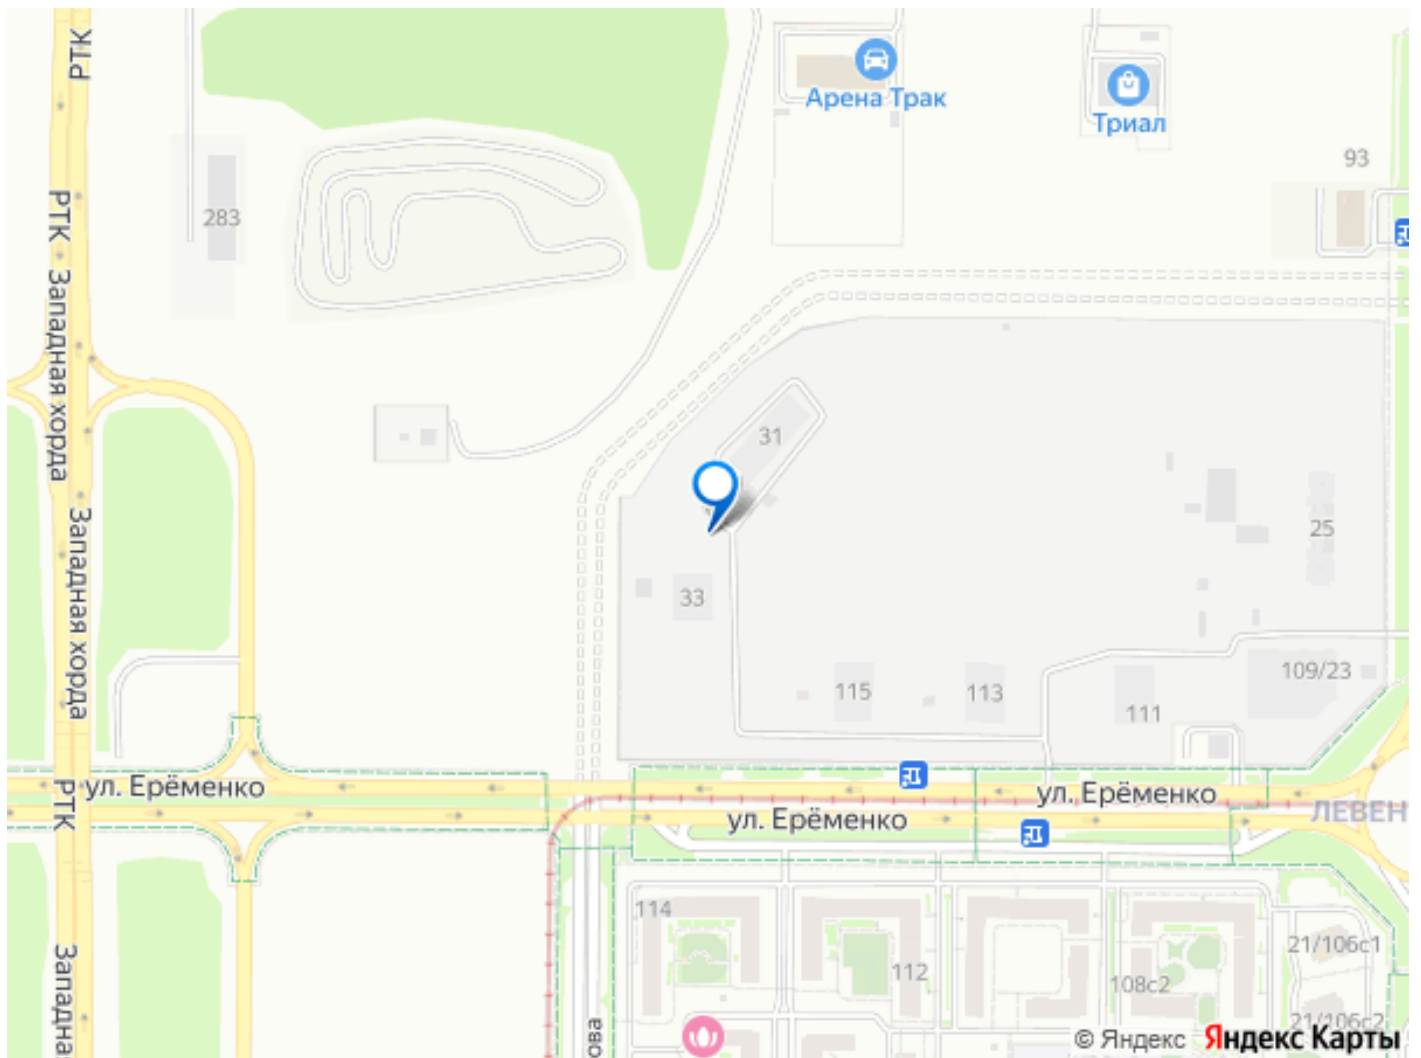 РТК
Арена Трак
Триал
93
283
РТК
Западная хорда
31
25
Западная хорда
33
109/23
115
113
111
РТК
ул. Ерёменко
ул. Ерёменко
ул. Ерёменко
ЛЕВЕН
114
21/106с1
112
108с2
Западна
21/106с2
ова
© Яндекс
Яндекс Карты